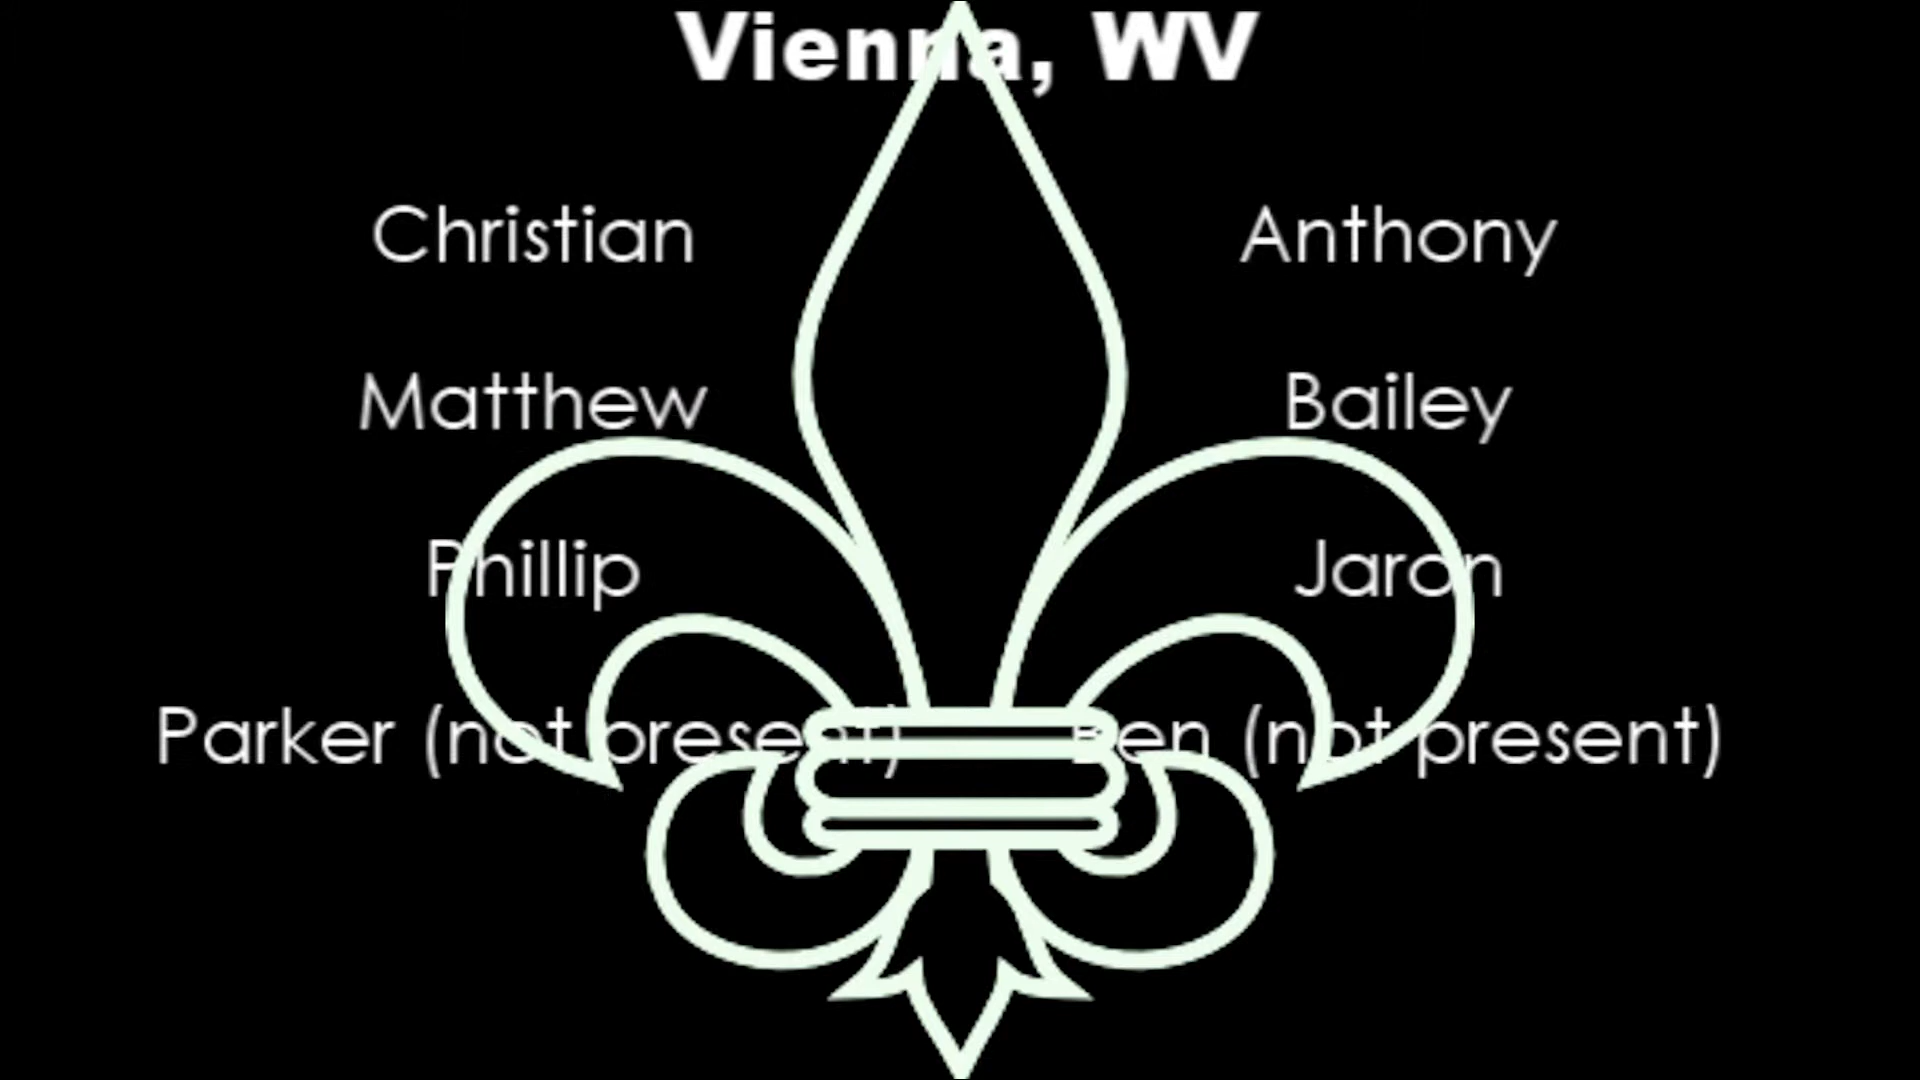 Vienna, WV
Christian Anthony
Matthew Bailey
Phillip Jaron
Parker (not present) Ben (not present)